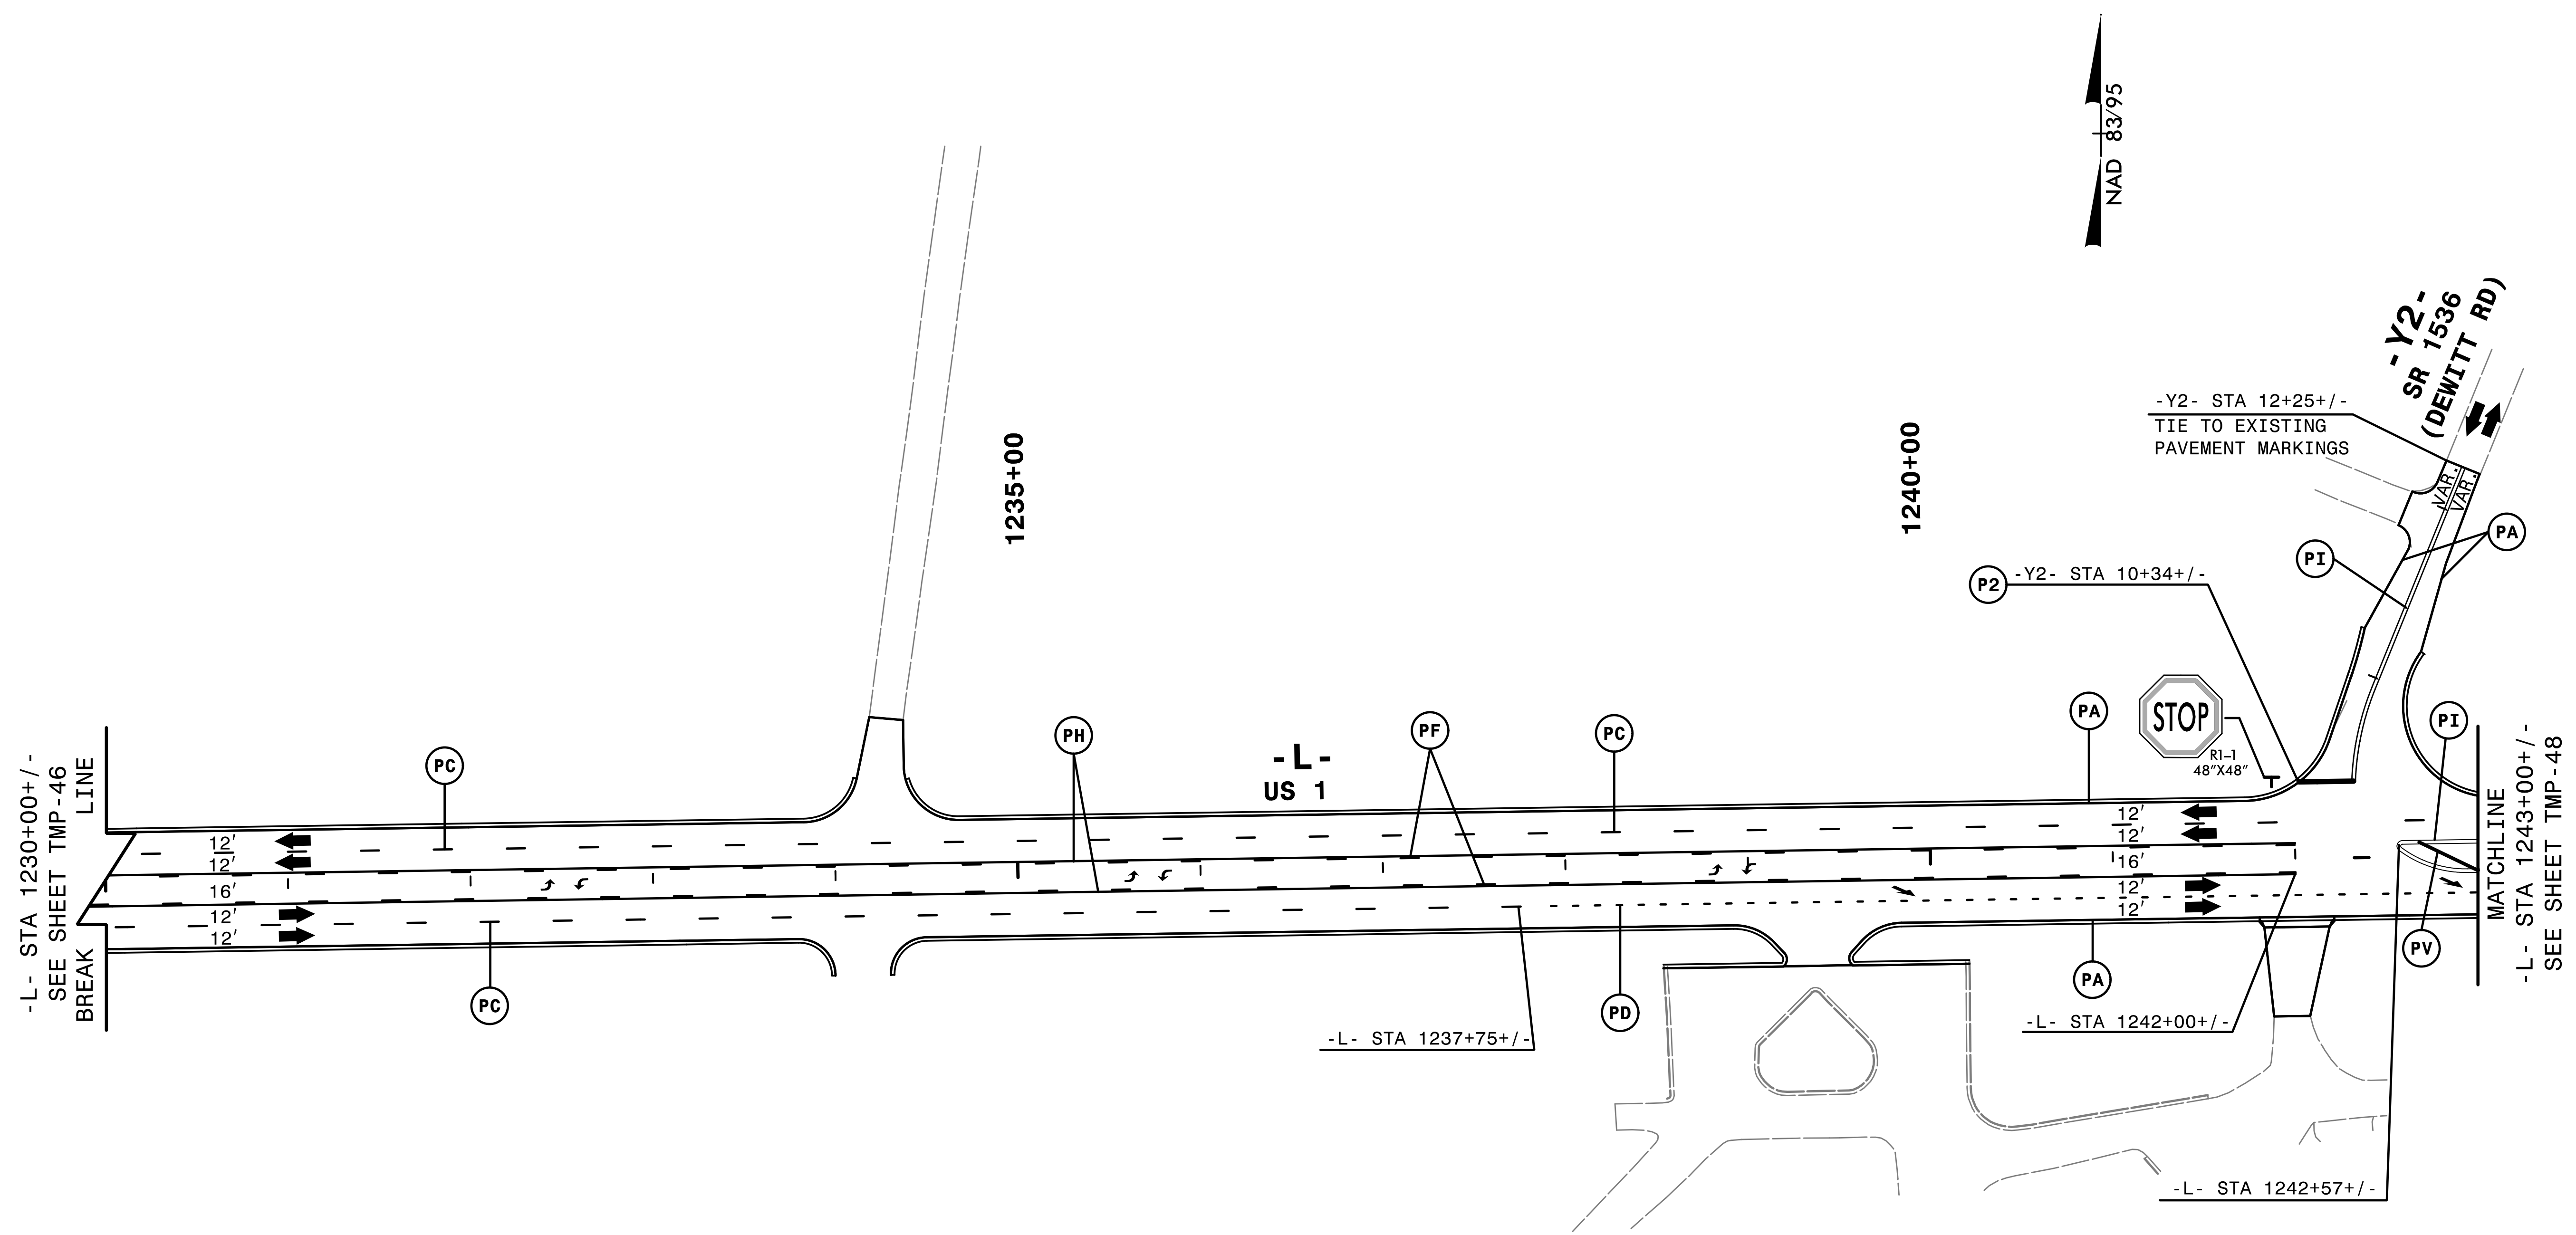 NAD 83/95
-Y2-
SR 1536
(DEWITT RD)
-Y2- STA 12+25+/-
TIE TO EXISTING
PAVEMENT MARKINGS
VAR.
VAR.
1235+00
1240+00
PA
PI
P2
-Y2- STA 10+34+/-
STOP
R1-1
48"X48"
PC
PH
-L-
US 1
PF
PC
PA
PI
-L- STA 1230+00+/-
SEE SHEET TMP-46
BREAK LINE
12'
12'
16'
12'
12'
12'
12'
16'
12'
12'
MATCHLINE
-L- STA 1243+00+/-
SEE SHEET TMP-48
PC
PD
PA
PV
-L- STA 1237+75+/-
-L- STA 1242+00+/-
-L- STA 1242+57+/-